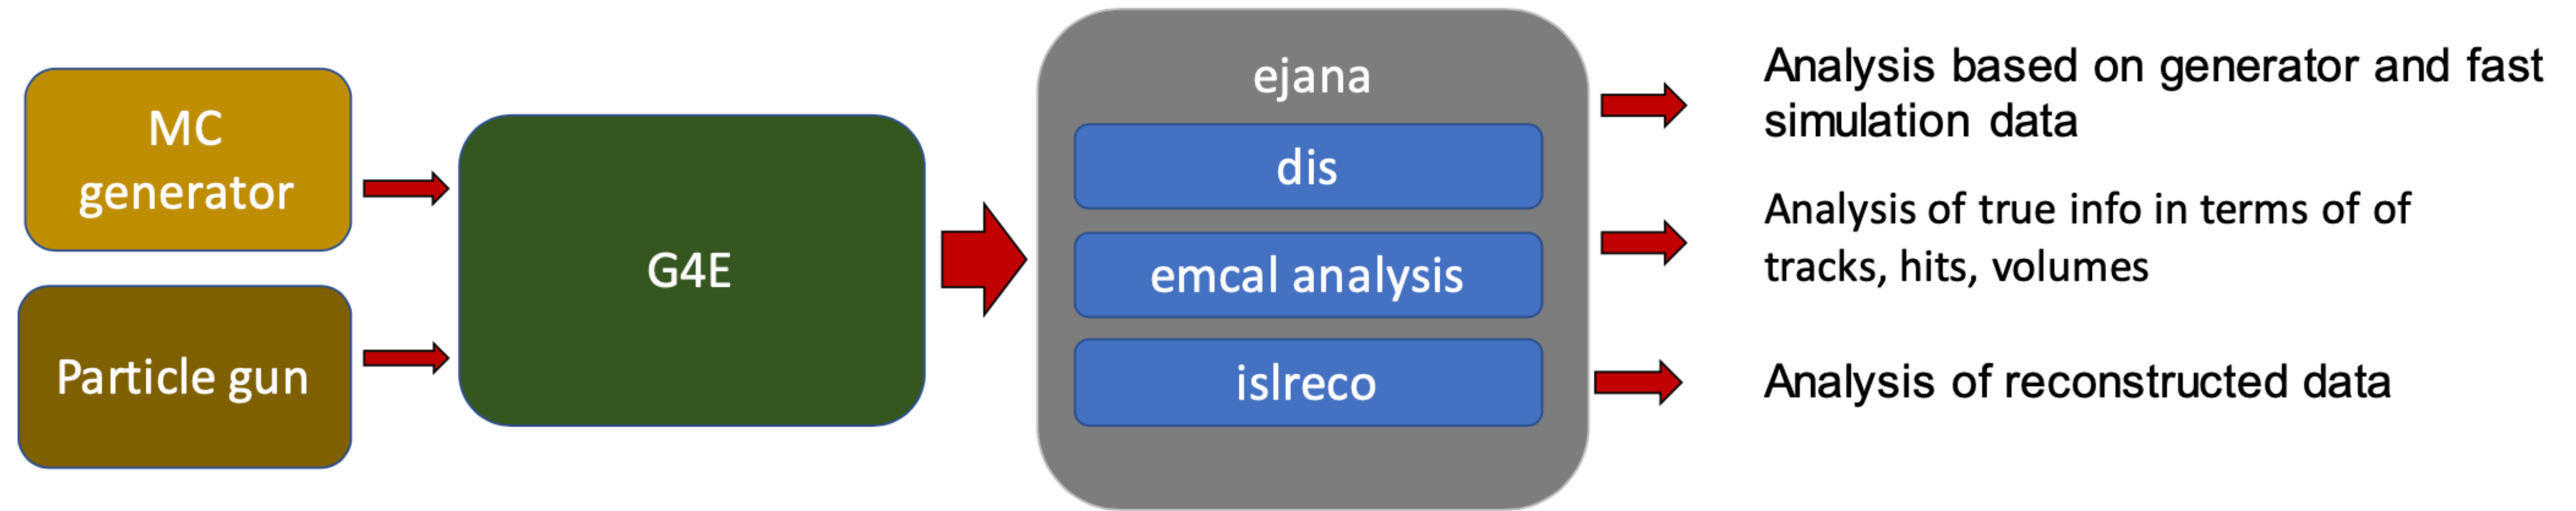 MC
generator
Particle gun
G4E
ejana
dis
emcal analysis
islreco
Analysis based on generator and fast
simulation data
Analysis of true info in terms of of
tracks, hits, volumes
Analysis of reconstructed data